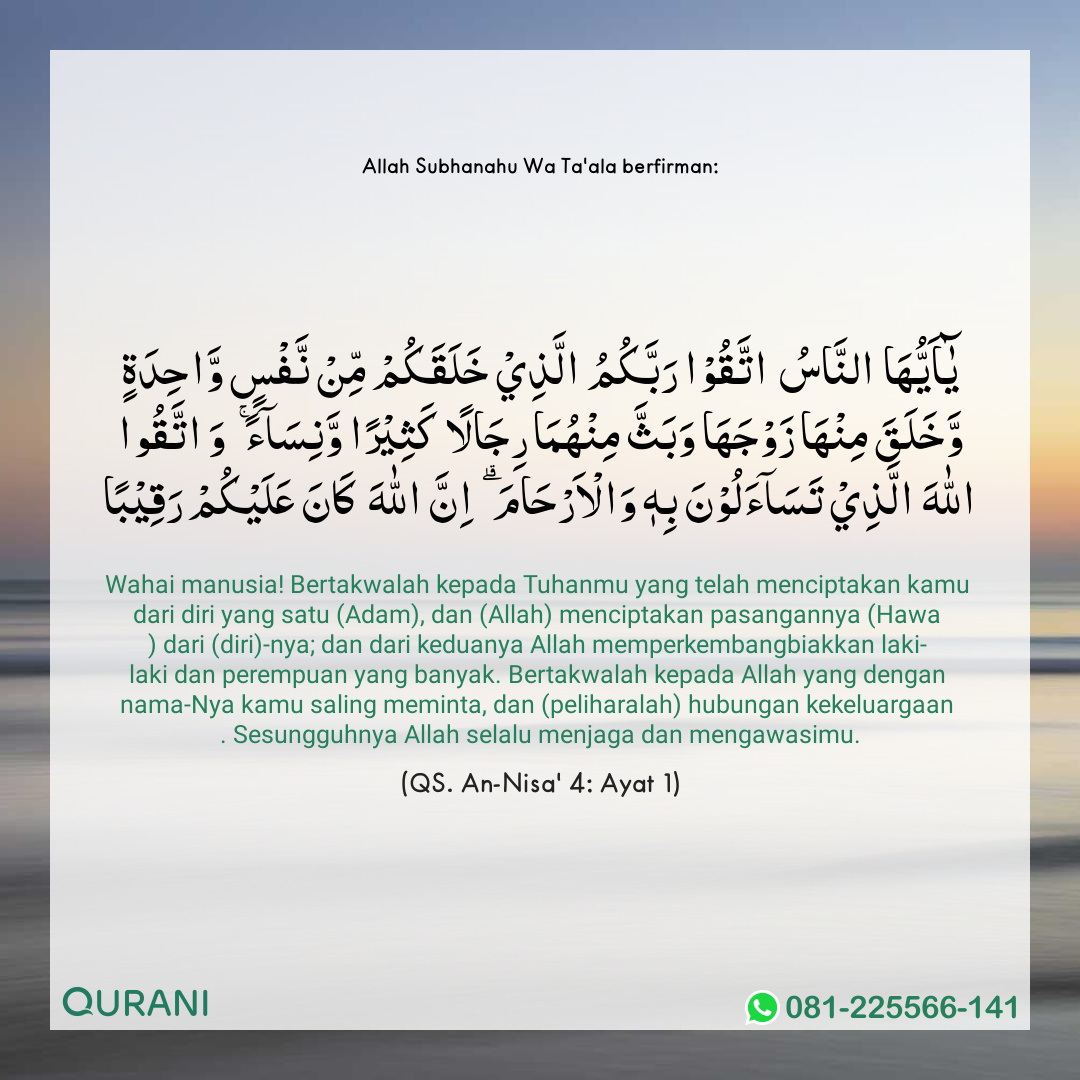 Allah Subhanahu Wa Ta'ala berfirman:
يٰۤاَيُّهَا النَّاسُ اتَّقُوْا رَبَّكُمُ الَّذِيْ خَلَقَكُمْ مِّنْ نَّفْسٍ وَّاحِدَةٍ
وَّخَلَقَ مِنْهَا زَوْجَهَا وَبَثَّ مِنْهُمَا رِجَالًا كَثِيْرًا وَّنِسَآءً ۚ وَاتَّقُوا
اللّٰهَ الَّذِيْ تَسَآءَلُوْنَ بِهٖ وَالْاَرْحَامَ ۗ اِنَّ اللّٰهَ كَانَ عَلَيْكُمْ رَقِيْبًا
Wahai manusia! Bertakwalah kepada Tuhanmu yang telah menciptakan kamu
dari diri yang satu (Adam), dan (Allah) menciptakan pasangannya (Hawa
) dari (diri)-nya; dan dari keduanya Allah memperkembangbiakkan laki-
laki dan perempuan yang banyak. Bertakwalah kepada Allah yang dengan
nama-Nya kamu saling meminta, dan (peliharalah) hubungan kekeluargaan
. Sesungguhnya Allah selalu menjaga dan mengawasimu.
(QS. An-Nisa' 4: Ayat 1)
QURANI
081-225566-141